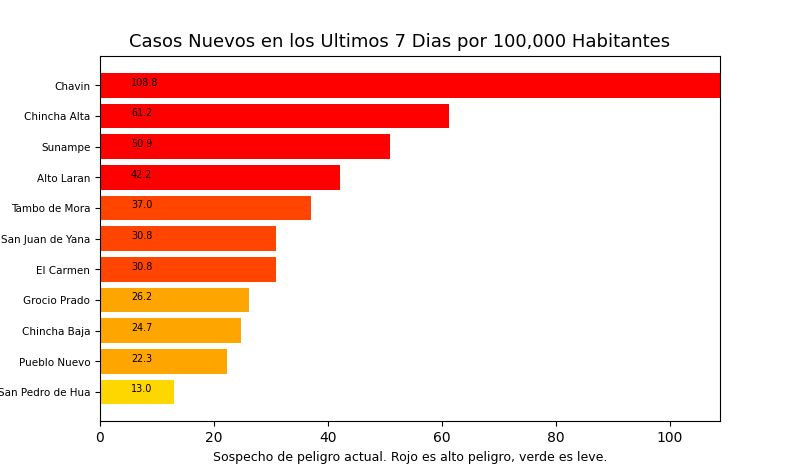 Casos Nuevos en los Ultimos 7 Dias por 100,000 Habitantes
Chavin 108.8
Chincha Alta 61.2
Sunampe 50.9
Alto Laran 42.2
Tambo de Mora 37.0
San Juan de Yana 30.8
El Carmen 30.8
Grocio Prado 26.2
Chincha Baja 24.7
Pueblo Nuevo 22.3
San Pedro de Hua 13.0
0 20 40 60 80 100
Sospecho de peligro actual. Rojo es alto peligro, verde es leve.